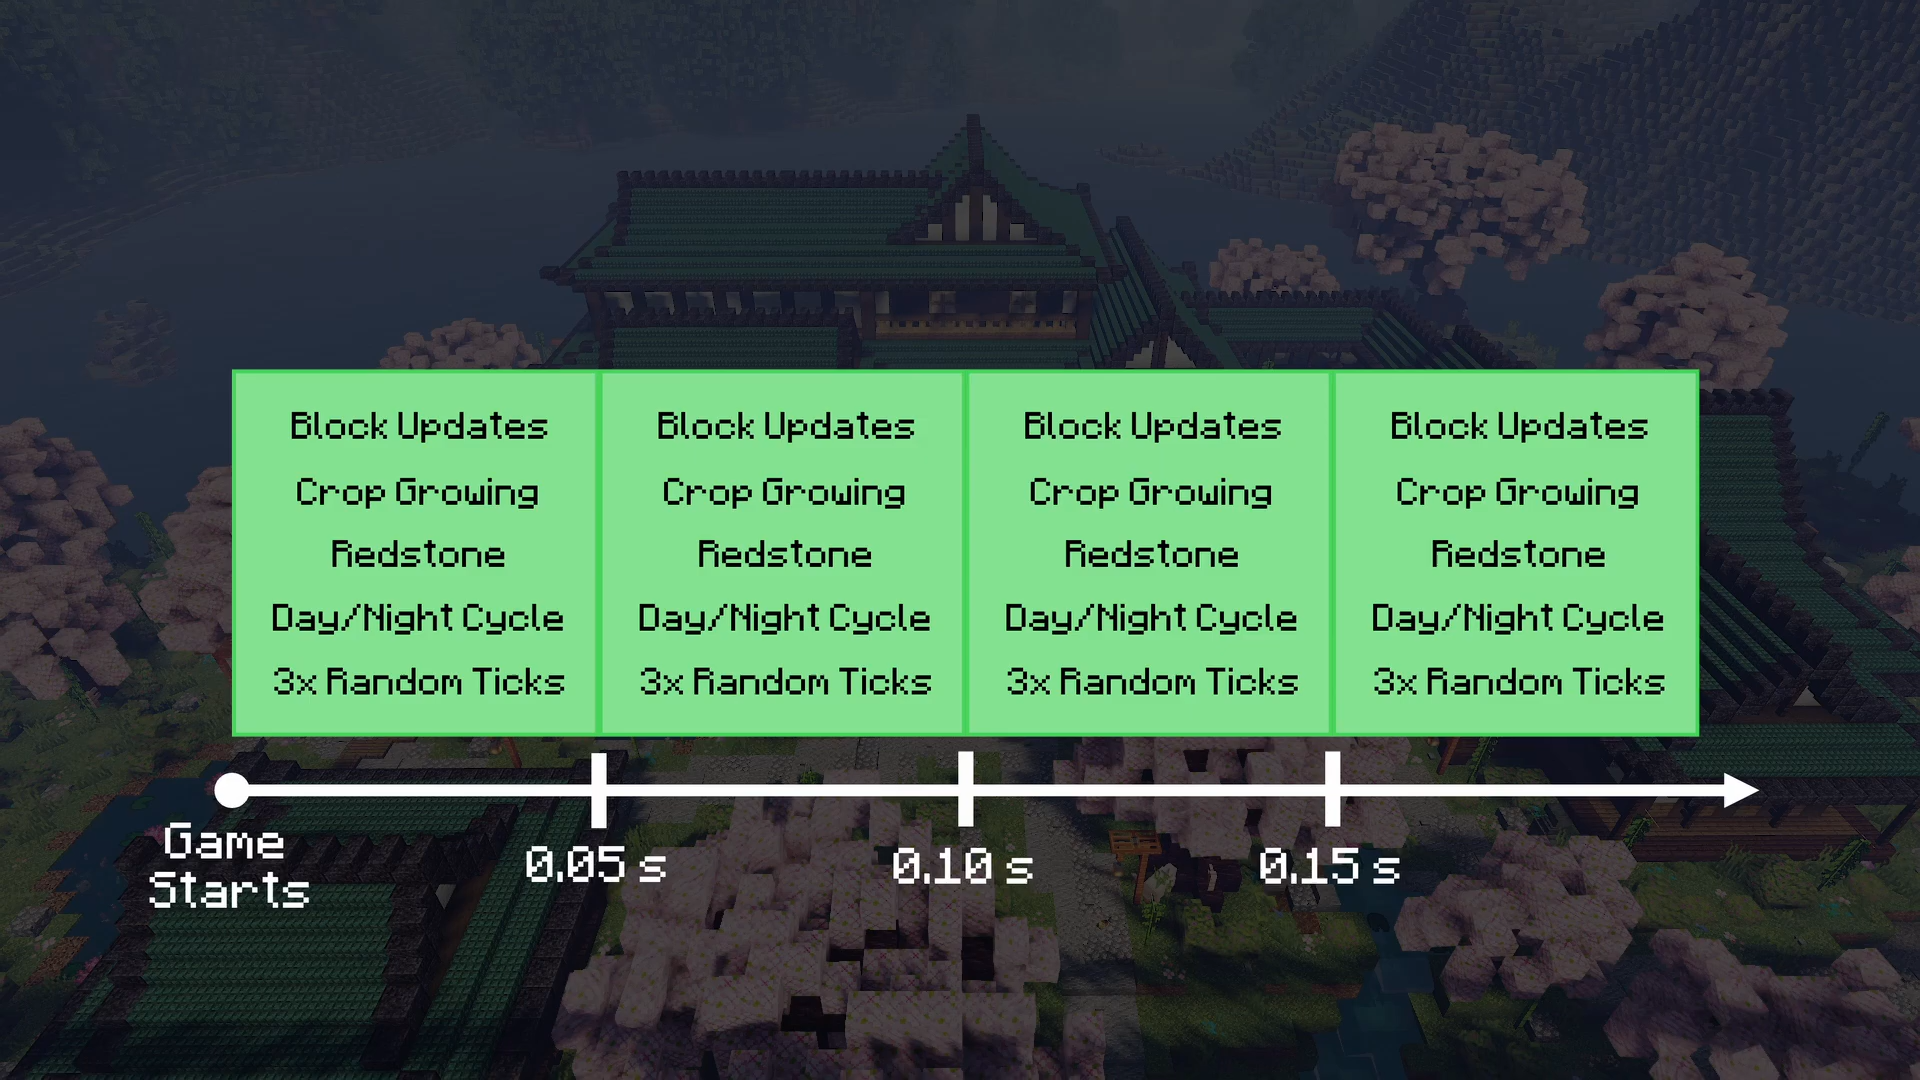 Block Updates
Crop Growing
Redstone
Day/Night Cycle
3x Random Ticks
Block Updates
Crop Growing
Redstone
Day/Night Cycle
3x Random Ticks
Block Updates
Crop Growing
Redstone
Day/Night Cycle
3x Random Ticks
Block Updates
Crop Growing
Redstone
Day/Night Cycle
3x Random Ticks
Game
Starts
0.05 s
0.10 s
0.15 s